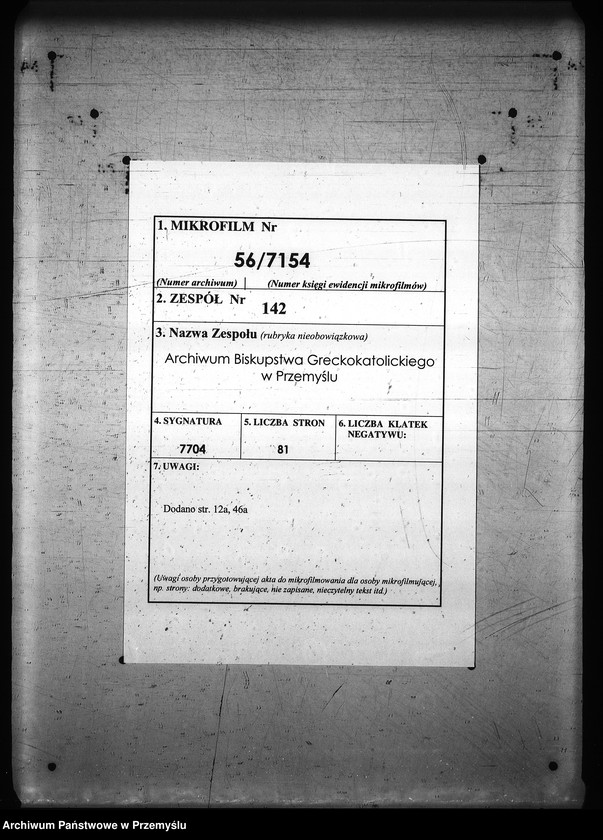 1. MIKROFILM Nr
56/7154
(Numer archiwum) | (Numer księgi ewidencji mikrofilmów)
2. ZESPÓŁ Nr 142
3. Nazwa Zespołu (rubryka nieobowiązkowa)
Archiwum Biskupstwa Greckokatolickiego
w Przemyślu
4. SYGNATURA
7704
5. LICZBA STRON
81
6. LICZBA KLATEK
NEGATYWU:
7. UWAGI:
Dodano str. 12a, 46a
(Uwagi osoby przygotowującej akta do mikrofilmowania dla osoby mikrofilmującej,
np. strony: dodatkowe, brakujące, nie zapisane, nieczytelny tekst itd.)
Archiwum Państwowe w Przemyślu